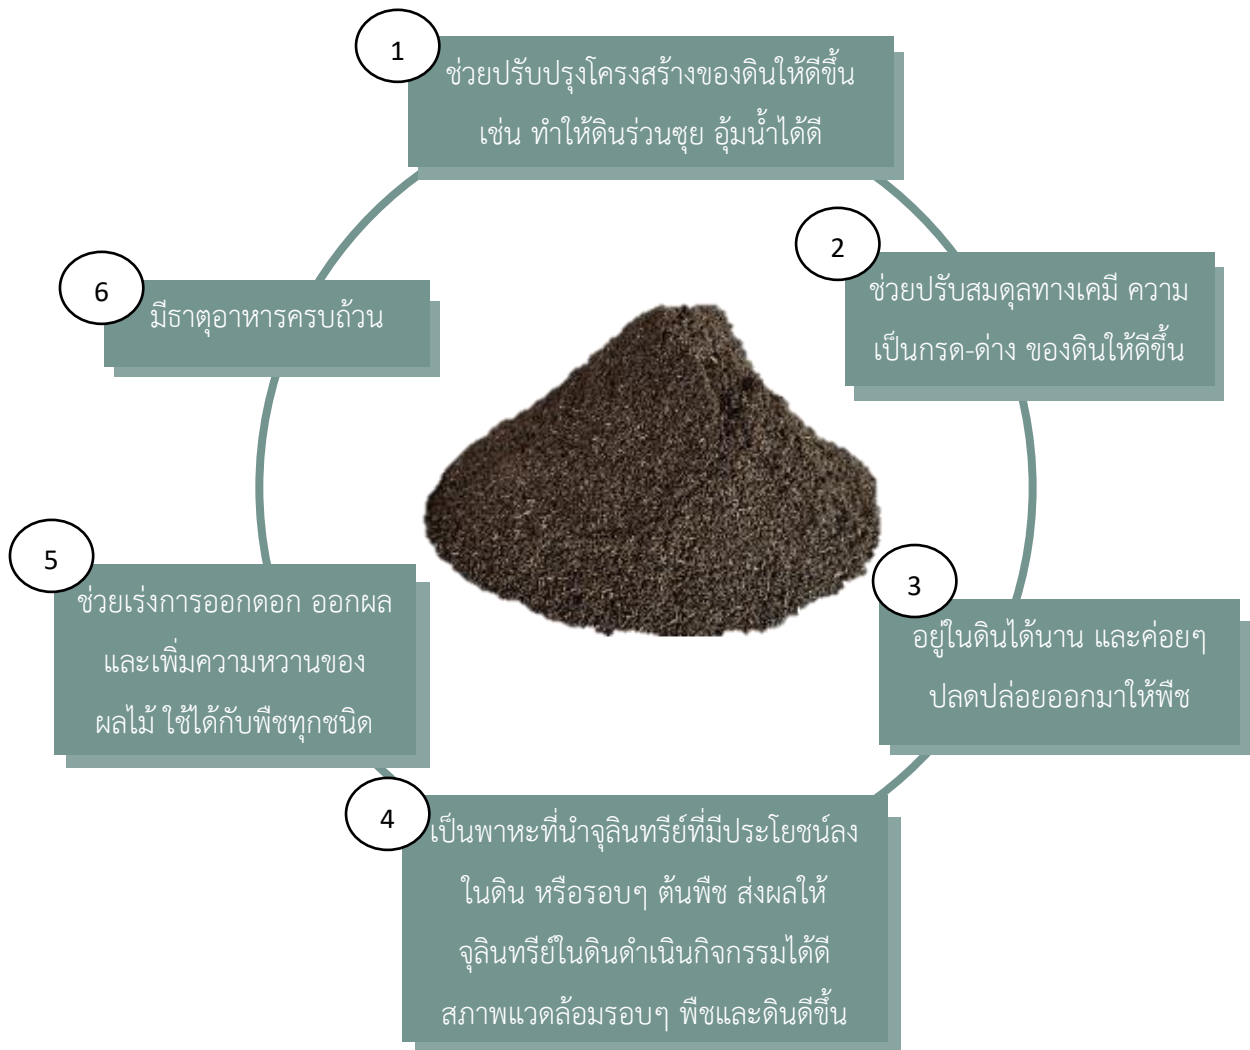 1
ช่วยปรับปรุงโครงสร้างของดินให้ดีขึ้น
เช่น ทำให้ดินร่วนซุย อุ้มน้ำได้ดี
2
ช่วยปรับสมดุลทางเคมี ความ
เป็นกรด-ด่าง ของดินให้ดีขึ้น
3
อยู่ในดินได้นาน และค่อยๆ
ปลดปล่อยออกมาให้พืช
4
เป็นพาหะที่นำจุลินทรีย์ที่มีประโยชน์ลง
ในดิน หรือรอบๆ ต้นพืช ส่งผลให้
จุลินทรีย์ในดินดำเนินกิจกรรมได้ดี
สภาพแวดล้อมรอบๆ พืชและดินดีขึ้น
5
ช่วยเร่งการออกดอก ออกผล
และเพิ่มความหวานของ
ผลไม้ ใช้ได้กับพืชทุกชนิด
6
มีธาตุอาหารครบถ้วน